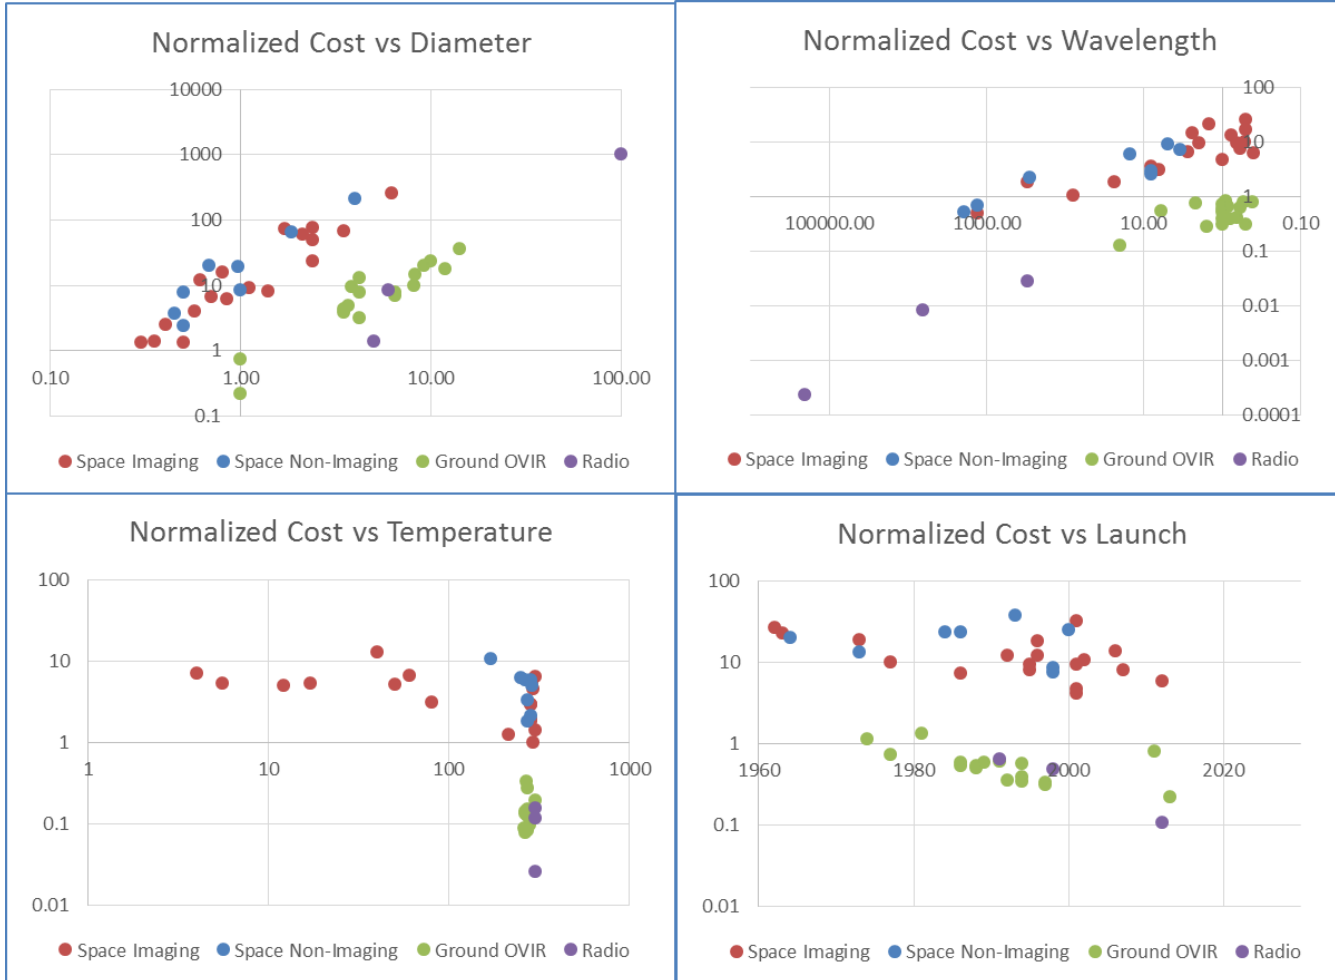 Normalized Cost vs Diameter
10000
1000
100
10
1
0.10 1.00 10.00 100.00
0.1
Space Imaging Space Non-Imaging Ground OVIR Radio
Normalized Cost vs Wavelength
100
10
1
100000.00 1000.00 10.00 0.10
0.1
0.01
0.001
0.0001
Space Imaging Space Non-Imaging Ground OVIR Radio
Normalized Cost vs Temperature
100
10
1
1 10 100 1000
0.1
0.01
Space Imaging Space Non-Imaging Ground OVIR Radio
Normalized Cost vs Launch
100
10
1
1960 1980 2000 2020
0.1
0.01
Space Imaging Space Non-Imaging Ground OVIR Radio